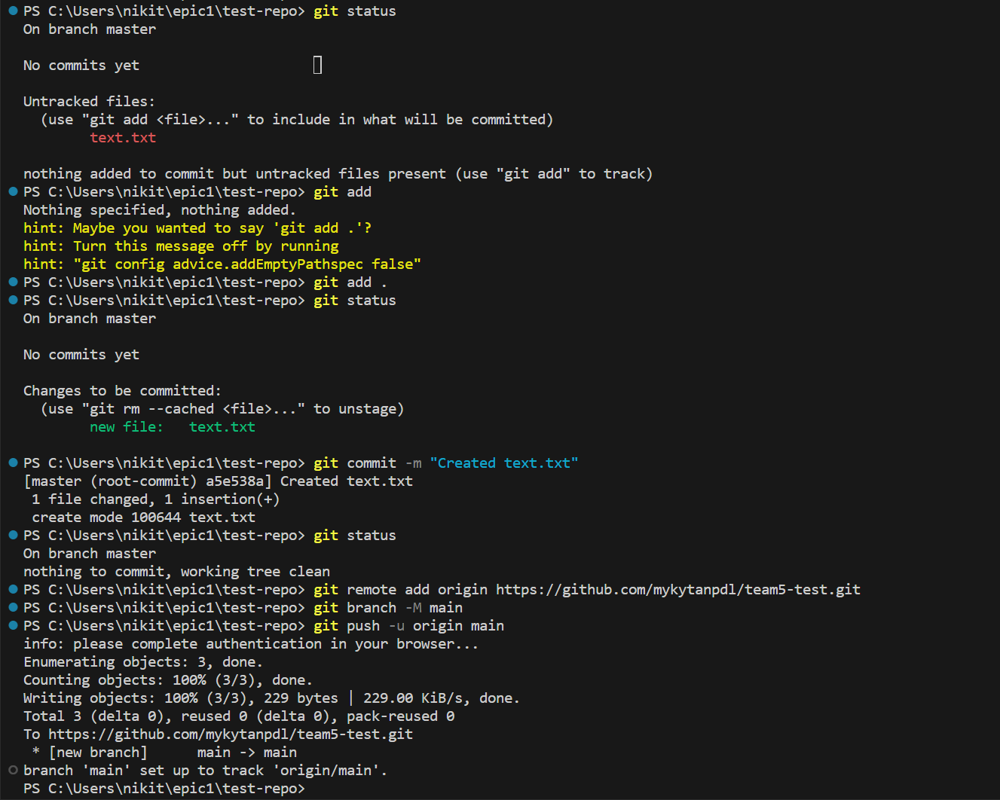 PS C:\Users\nikit\epic1\test-repo> git status
On branch master

No commits yet

Untracked files:
  (use "git add <file>..." to include in what will be committed)
        text.txt

nothing added to commit but untracked files present (use "git add" to track)
PS C:\Users\nikit\epic1\test-repo> git add
Nothing specified, nothing added.
hint: Maybe you wanted to say 'git add .'?
hint: Turn this message off by running
hint: "git config advice.addEmptyPathspec false"
PS C:\Users\nikit\epic1\test-repo> git add .
PS C:\Users\nikit\epic1\test-repo> git status
On branch master

No commits yet

Changes to be committed:
  (use "git rm --cached <file>..." to unstage)
        new file:   text.txt

PS C:\Users\nikit\epic1\test-repo> git commit -m "Created text.txt"
[master (root-commit) a5e538a] Created text.txt
 1 file changed, 1 insertion(+)
 create mode 100644 text.txt
PS C:\Users\nikit\epic1\test-repo> git status
On branch master
nothing to commit, working tree clean
PS C:\Users\nikit\epic1\test-repo> git remote add origin https://github.com/mykytanpdl/team5-test.git
PS C:\Users\nikit\epic1\test-repo> git branch -M main
PS C:\Users\nikit\epic1\test-repo> git push -u origin main
info: please complete authentication in your browser...
Enumerating objects: 3, done.
Counting objects: 100% (3/3), done.
Writing objects: 100% (3/3), 229 bytes | 229.00 KiB/s, done.
Total 3 (delta 0), reused 0 (delta 0), pack-reused 0
To https://github.com/mykytanpdl/team5-test.git
 * [new branch]      main -> main
branch 'main' set up to track 'origin/main'.
PS C:\Users\nikit\epic1\test-repo>